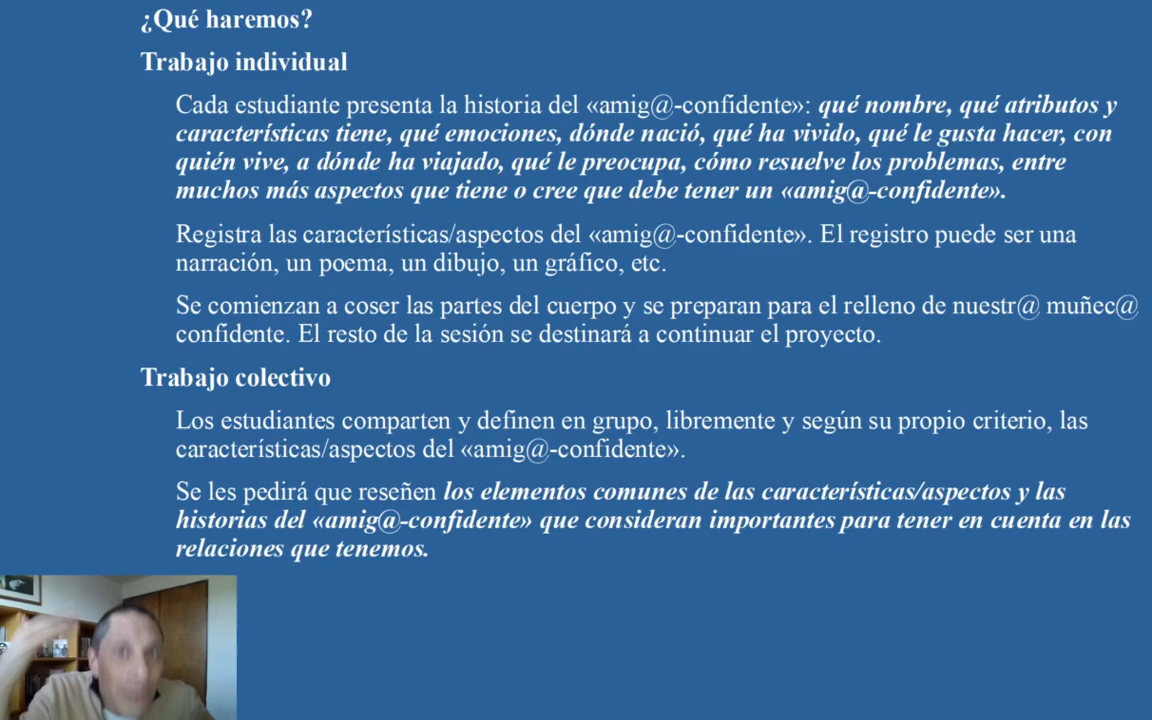 ¿Qué haremos?
Trabajo individual
Cada estudiante presenta la historia del «amig@-confidente»: qué nombre, qué atributos y
características tiene, qué emociones, dónde nació, qué ha vivido, qué le gusta hacer, con
quién vive, a dónde ha viajado, qué le preocupa, cómo resuelve los problemas, entre
muchos más aspectos que tiene o cree que debe tener un «amig@-confidente».
Registra las características/aspectos del «amig@-confidente». El registro puede ser una
narración, un poema, un dibujo, un gráfico, etc.
Se comienzan a coser las partes del cuerpo y se preparan para el relleno de nuestr@ muñec@
confidente. El resto de la sesión se destinará a continuar el proyecto.
Trabajo colectivo
Los estudiantes comparten y definen en grupo, libremente y según su propio criterio, las
características/aspectos del «amig@-confidente».
Se les pedirá que reseñen los elementos comunes de las características/aspectos y las
historias del «amig@-confidente» que consideran importantes para tener en cuenta en las
relaciones que tenemos.